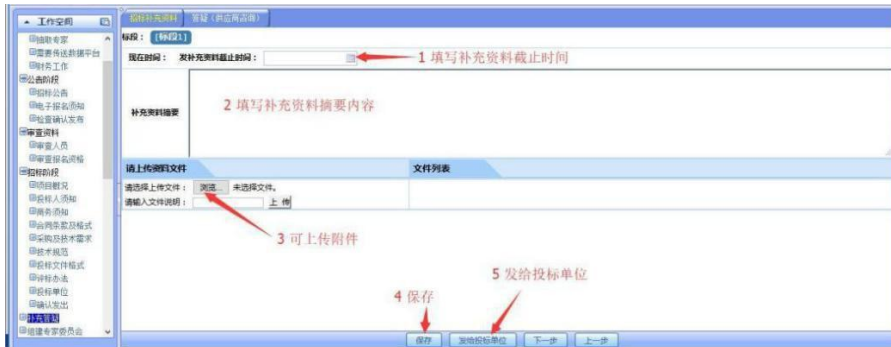 工作空间
抽取专家
需要传送数据平台
财务工作
公告阶段
招标公告
电子报名须知
检查确认发布
审查资料
审查人员
审查报名资格
招标阶段
项目概况
投标人须知
商务须知
合同条款及格式
采购及技术需求
技术规范
投标文件格式
评标办法
投标单位
确认发出
补充答疑
组建专家委员会
招标补充资料 答疑（供应商咨询）
标段： [标段1]
现在时间： 发补充资料截止时间：
1 填写补充资料截止时间
补充资料摘要
2 填写补充资料摘要内容
请上传资料文件 文件列表
请选择上传文件： 浏览... 未选择文件。
请输入文件说明： 上 传
3 可上传附件
4 保存
5 发给投标单位
保存 发给投标单位 下一步 上一步